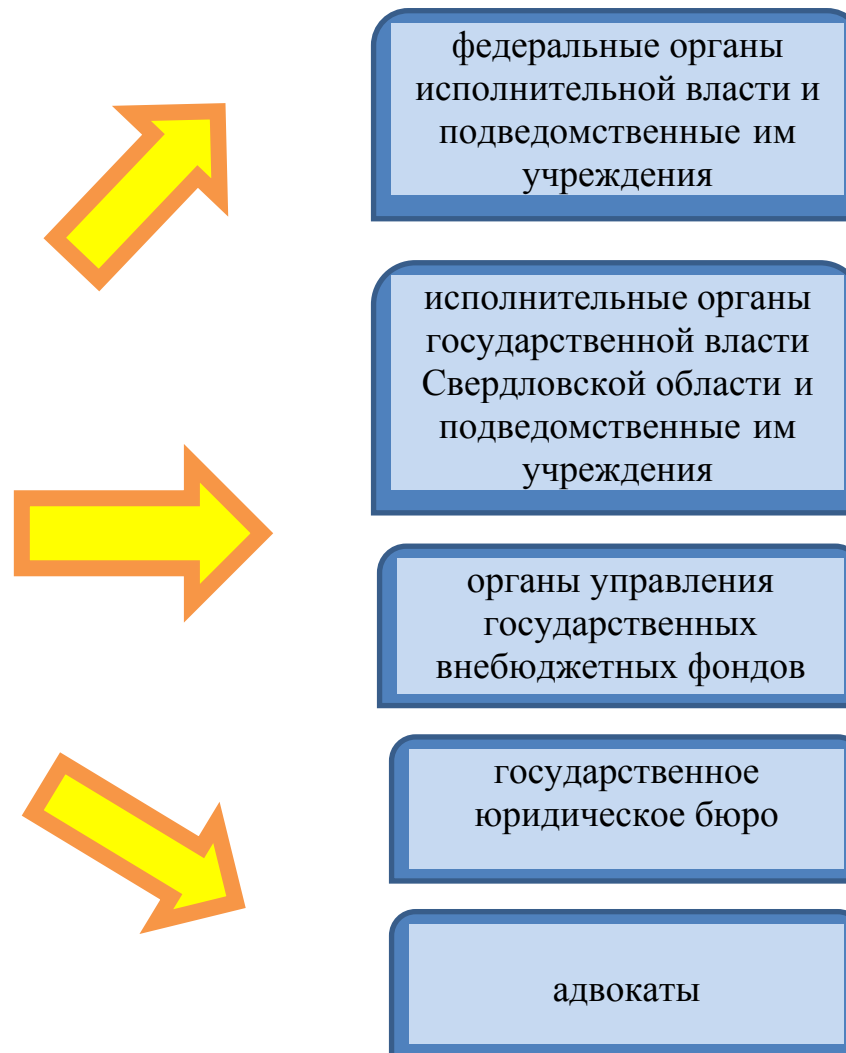 федеральные органы
исполнительной власти и
подведомственные им
учреждения
исполнительные органы
государственной власти
Свердловской области и
подведомственные им
учреждения
органы управления
государственных
внебюджетных фондов
государственное
юридическое бюро
адвокаты